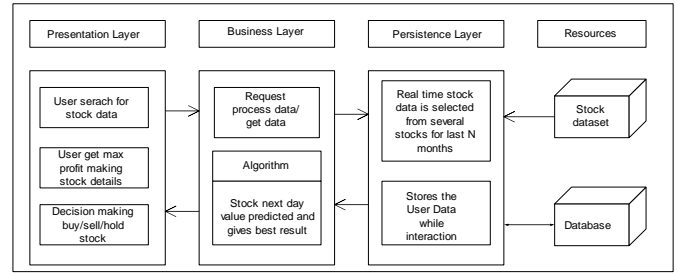 Presentation Layer
Business Layer
Persistence Layer
Resources
User serach for
stock data
User get max
profit making
stock details
Decision making
buy/sell/hold
stock
Request
process data/
get data
Algorithm
Stock next day
value predicted and
gives best result
Real time stock
data is selected
from several
stocks for last N
months
Stores the
User Data
while
interaction
Stock
dataset
Database